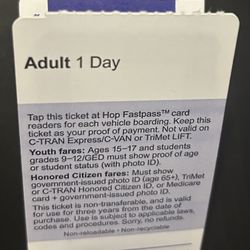 Adult 1 Day
Tap this ticket at Hop Fastpass™ card
readers for each vehicle boarding. Keep this
ticket as your proof of payment. Not valid on
C-TRAN Express/C-VAN or TriMet LIFT.
Youth fares: Ages 15–17 and students
grades 9–12/GED must show proof of age
or student status (with photo ID).
Honored Citizen fares: Must show
government-issued photo ID (age 65+), TriMet
or C-TRAN Honored Citizen ID, or Medicare
card + government-issued photo ID.
This ticket is non-transferable, and is valid
for use for three years from the date of
purchase. Use is subject to applicable laws,
codes and procedures. Sorry, no refunds.
Non-reloadable • Non-recyclable